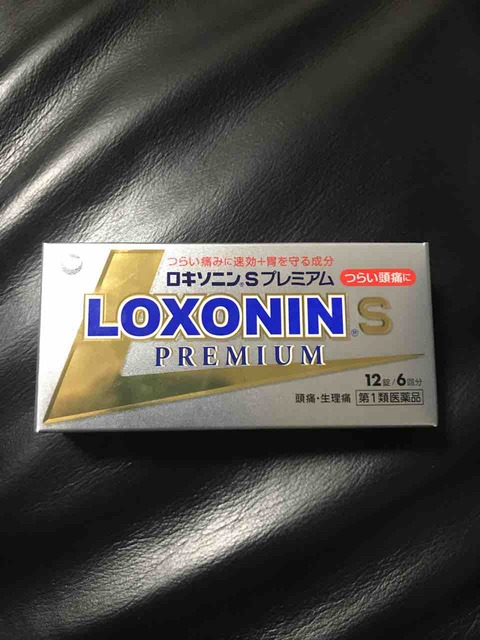 つらい痛みに速効+胃を守る成分
ロキソニン®Sプレミアム
つらい頭痛に
LOXONIN® S
PREMIUM
12錠/6回分
頭痛・生理痛 第1類医薬品